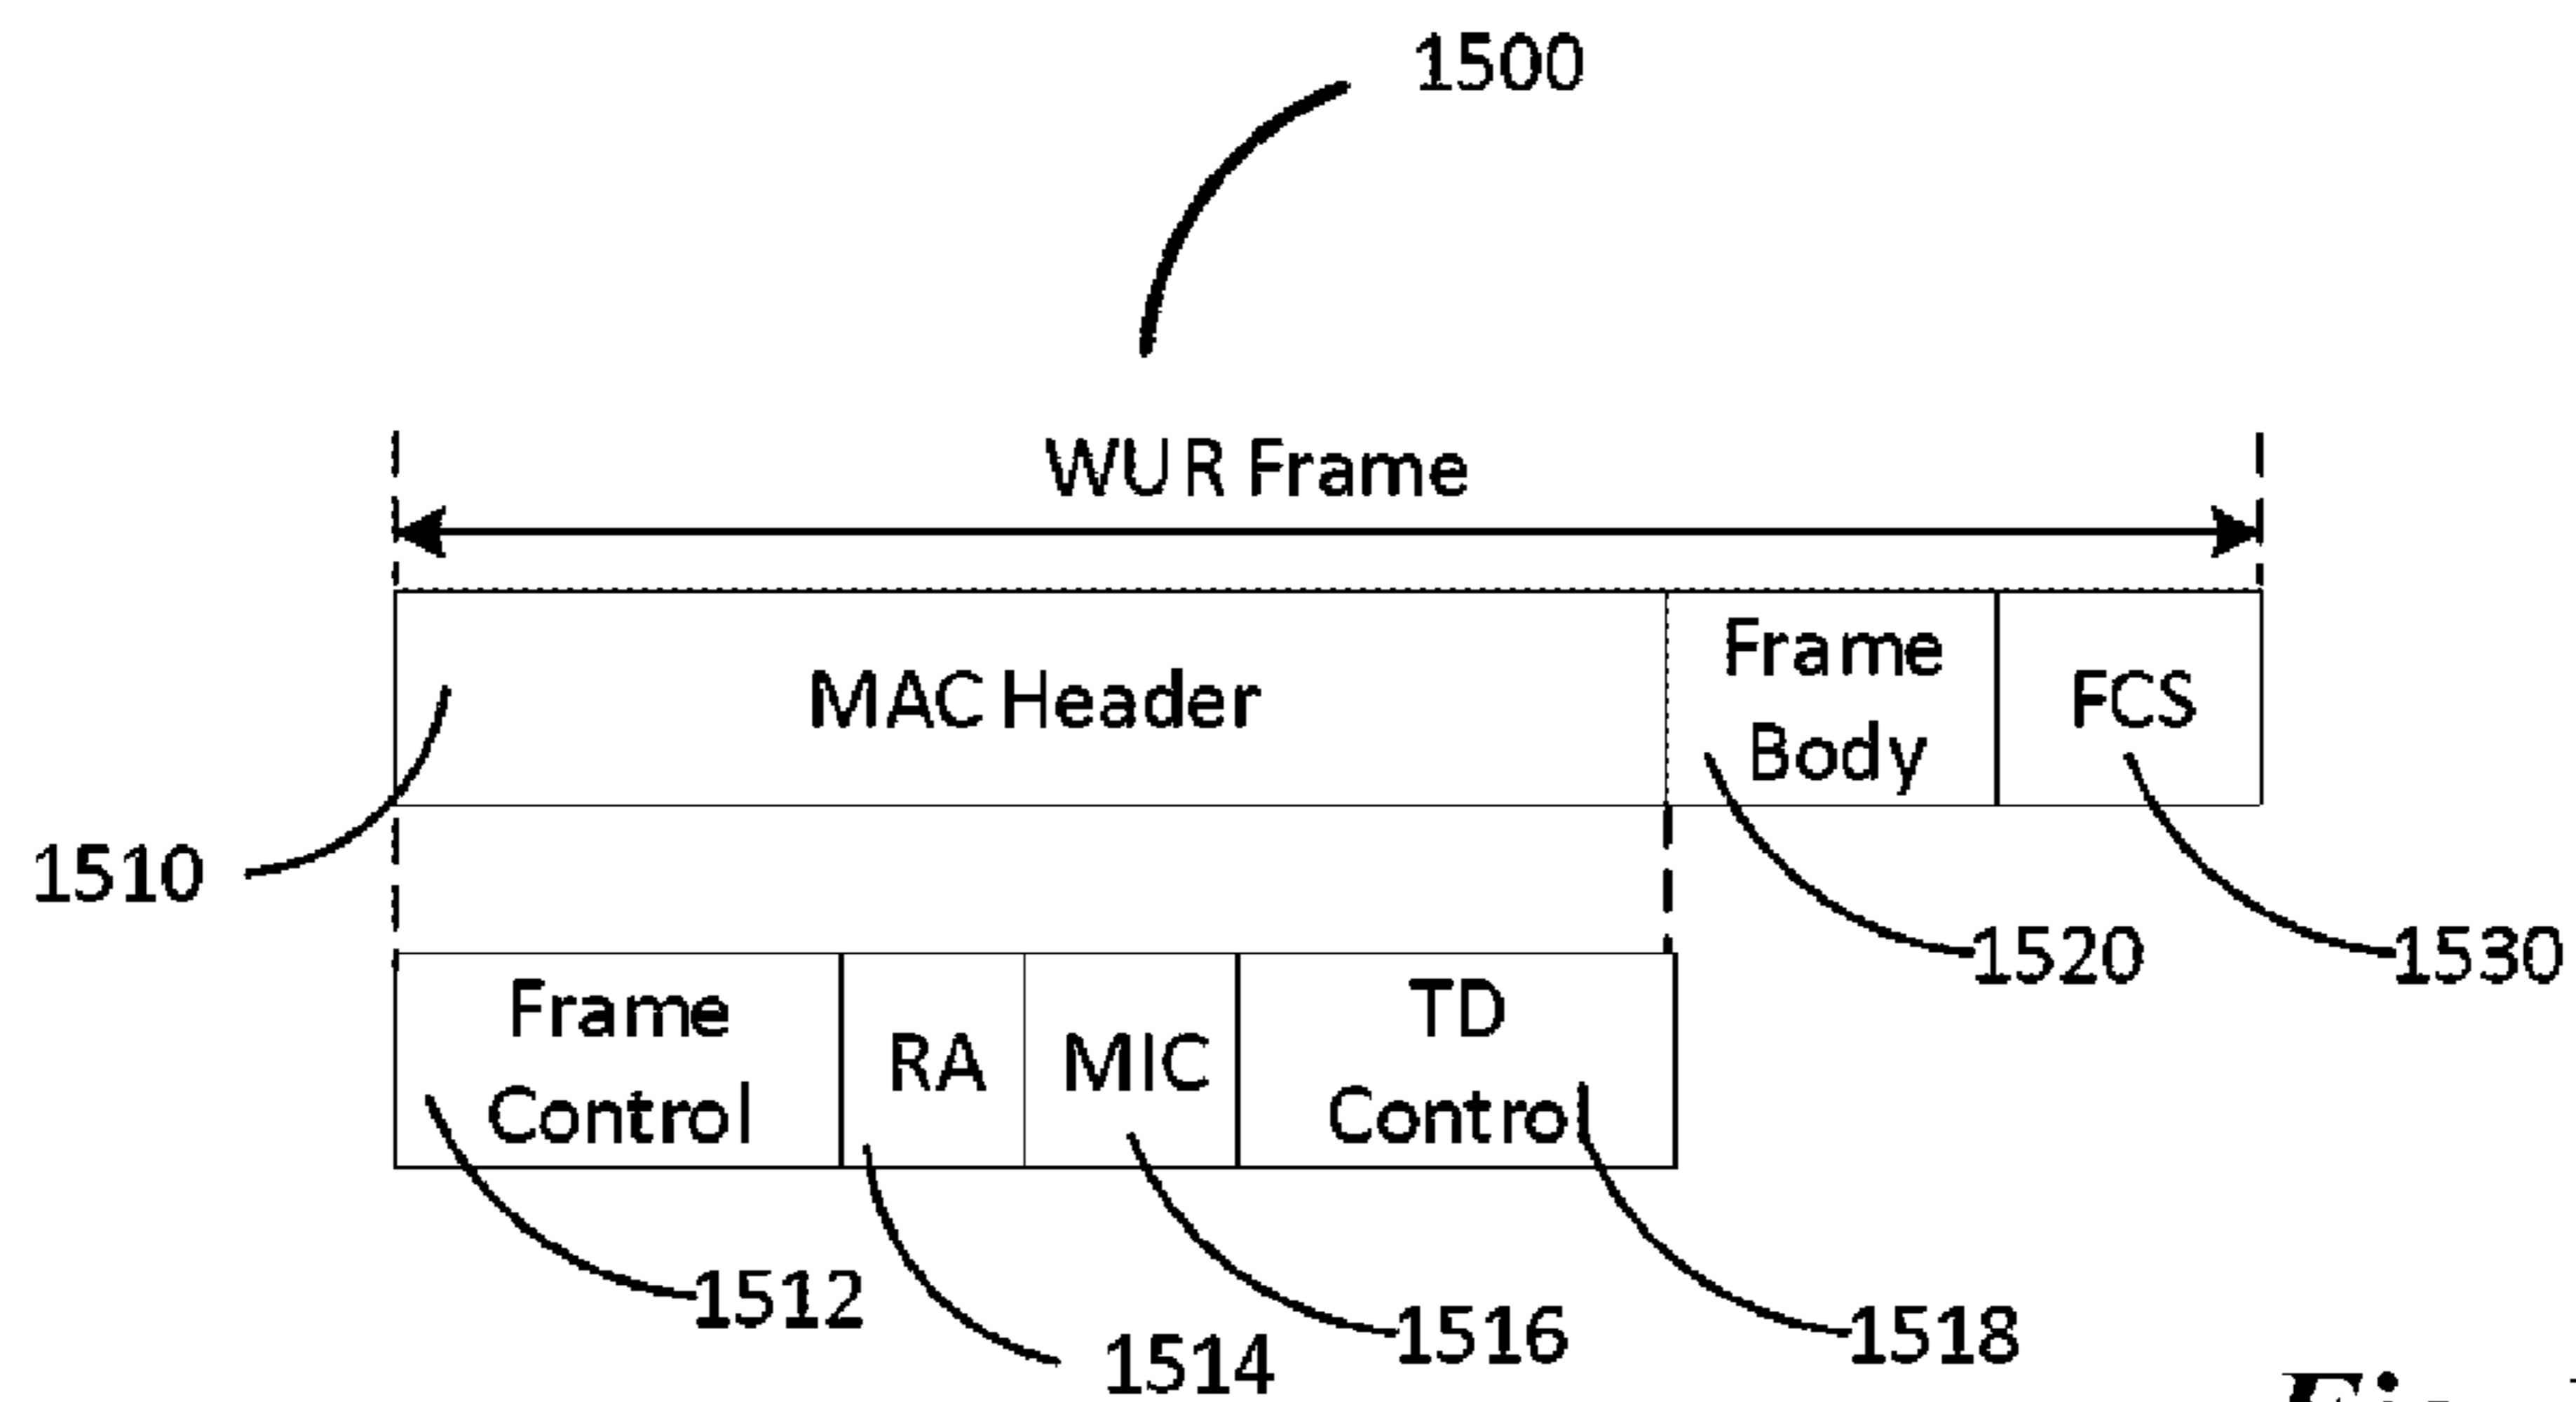 1500
WUR Frame
MAC Header
Frame
Body
FCS
1510
1520
1530
Frame
Control
RA
MIC
TD
Control
1512
1514
1516
1518